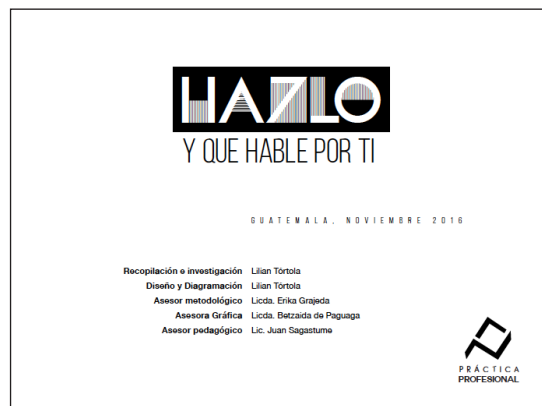 HAZLO
Y QUE HABLE POR TI
GUATEMALA, NOVIEMBRE 2016
Recopilación e investigación Lilian Tórtola
Diseño y Diagramación Lilian Tórtola
Asesor metodológico Licda. Erika Grajeda
Asesora Gráfica Licda. Betzaida de Paguaga
Asesor pedagógico Lic. Juan Sagastume
PRÁCTICA
PROFESIONAL